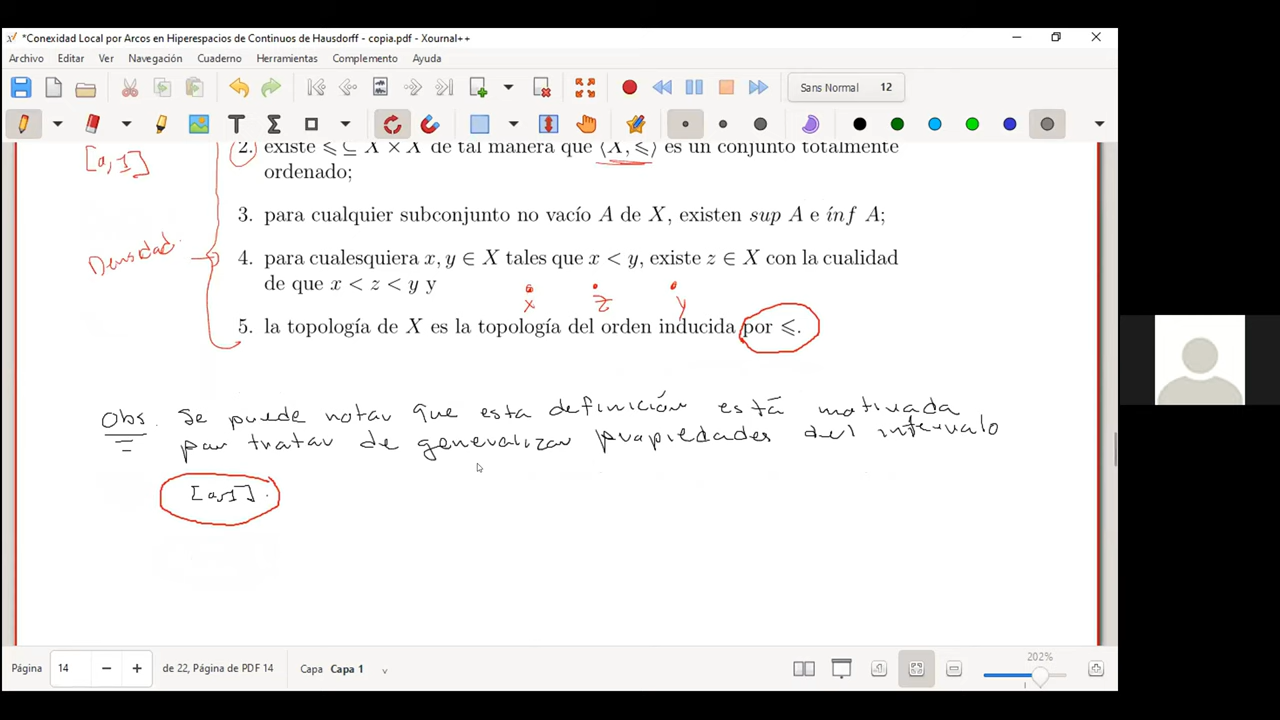 *Conexidad Local por Arcos en Hiperespacios de Continuos de Hausdorff - copia.pdf - Xournal++
Archivo Editar Ver Navegación Cuaderno Herramientas Complemento Ayuda
Sans Normal 12
2. existe ⩽ ⊆ X × X de tal manera que ⟨X, ⩽⟩ es un conjunto totalmente
[0,1]
ordenado;
3. para cualquier subconjunto no vacío A de X, existen sup A e ínf A;
Densidad
4. para cualesquiera x, y ∈ X tales que x < y, existe z ∈ X con la cualidad
de que x < z < y y
x z y
5. la topología de X es la topología del orden inducida por ⩽.
Obs. Se puede notar que esta definición está motivada
por tratar de generalizar propiedades del intervalo
[0,1].
Página 14 de 22, Página de PDF 14 Capa Capa 1 202%